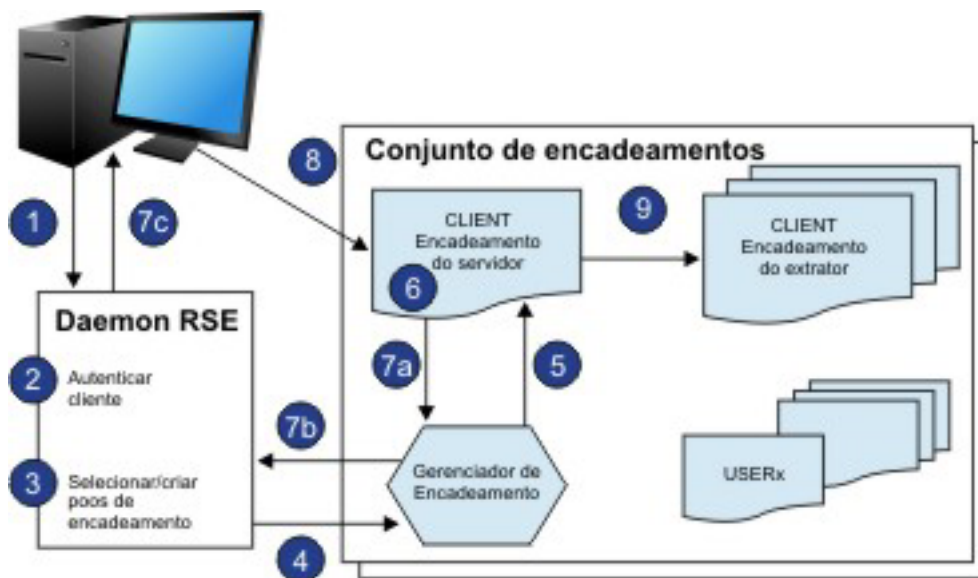 8
Conjunto de encadeamentos
1
7c
CLIENT
Encadeamento
do servidor
9
CLIENT
Encadeamento
do extrator
6
Daemon RSE
2
Autenticar
cliente
7a
5
7b
3
Selecionar/criar
poos de
encadeamento
Gerenciador de
Encadeamento
USERx
4